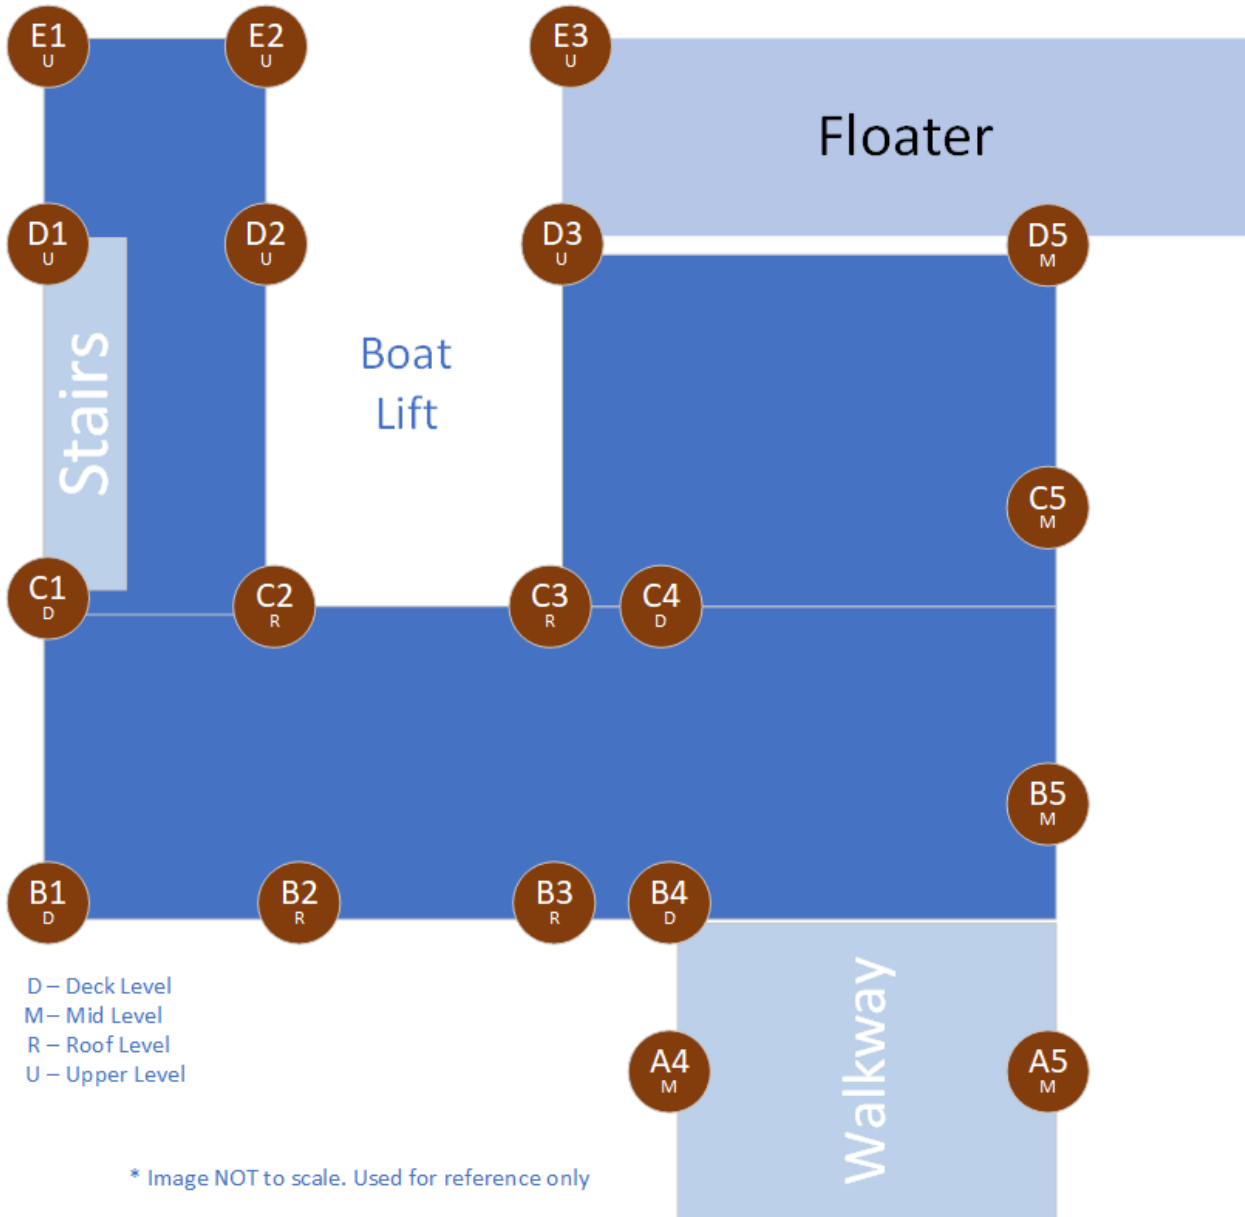 E1
U
E2
U
E3
U
Floater
D1
U
D2
U
D3
U
D5
M
Stairs
Boat
Lift
C5
M
C1
D
C2
R
C3
R
C4
D
B5
M
B1
D
B2
R
B3
R
B4
D
D – Deck Level
M – Mid Level
R – Roof Level
U – Upper Level
Walkway
A4
M
A5
M
* Image NOT to scale. Used for reference only